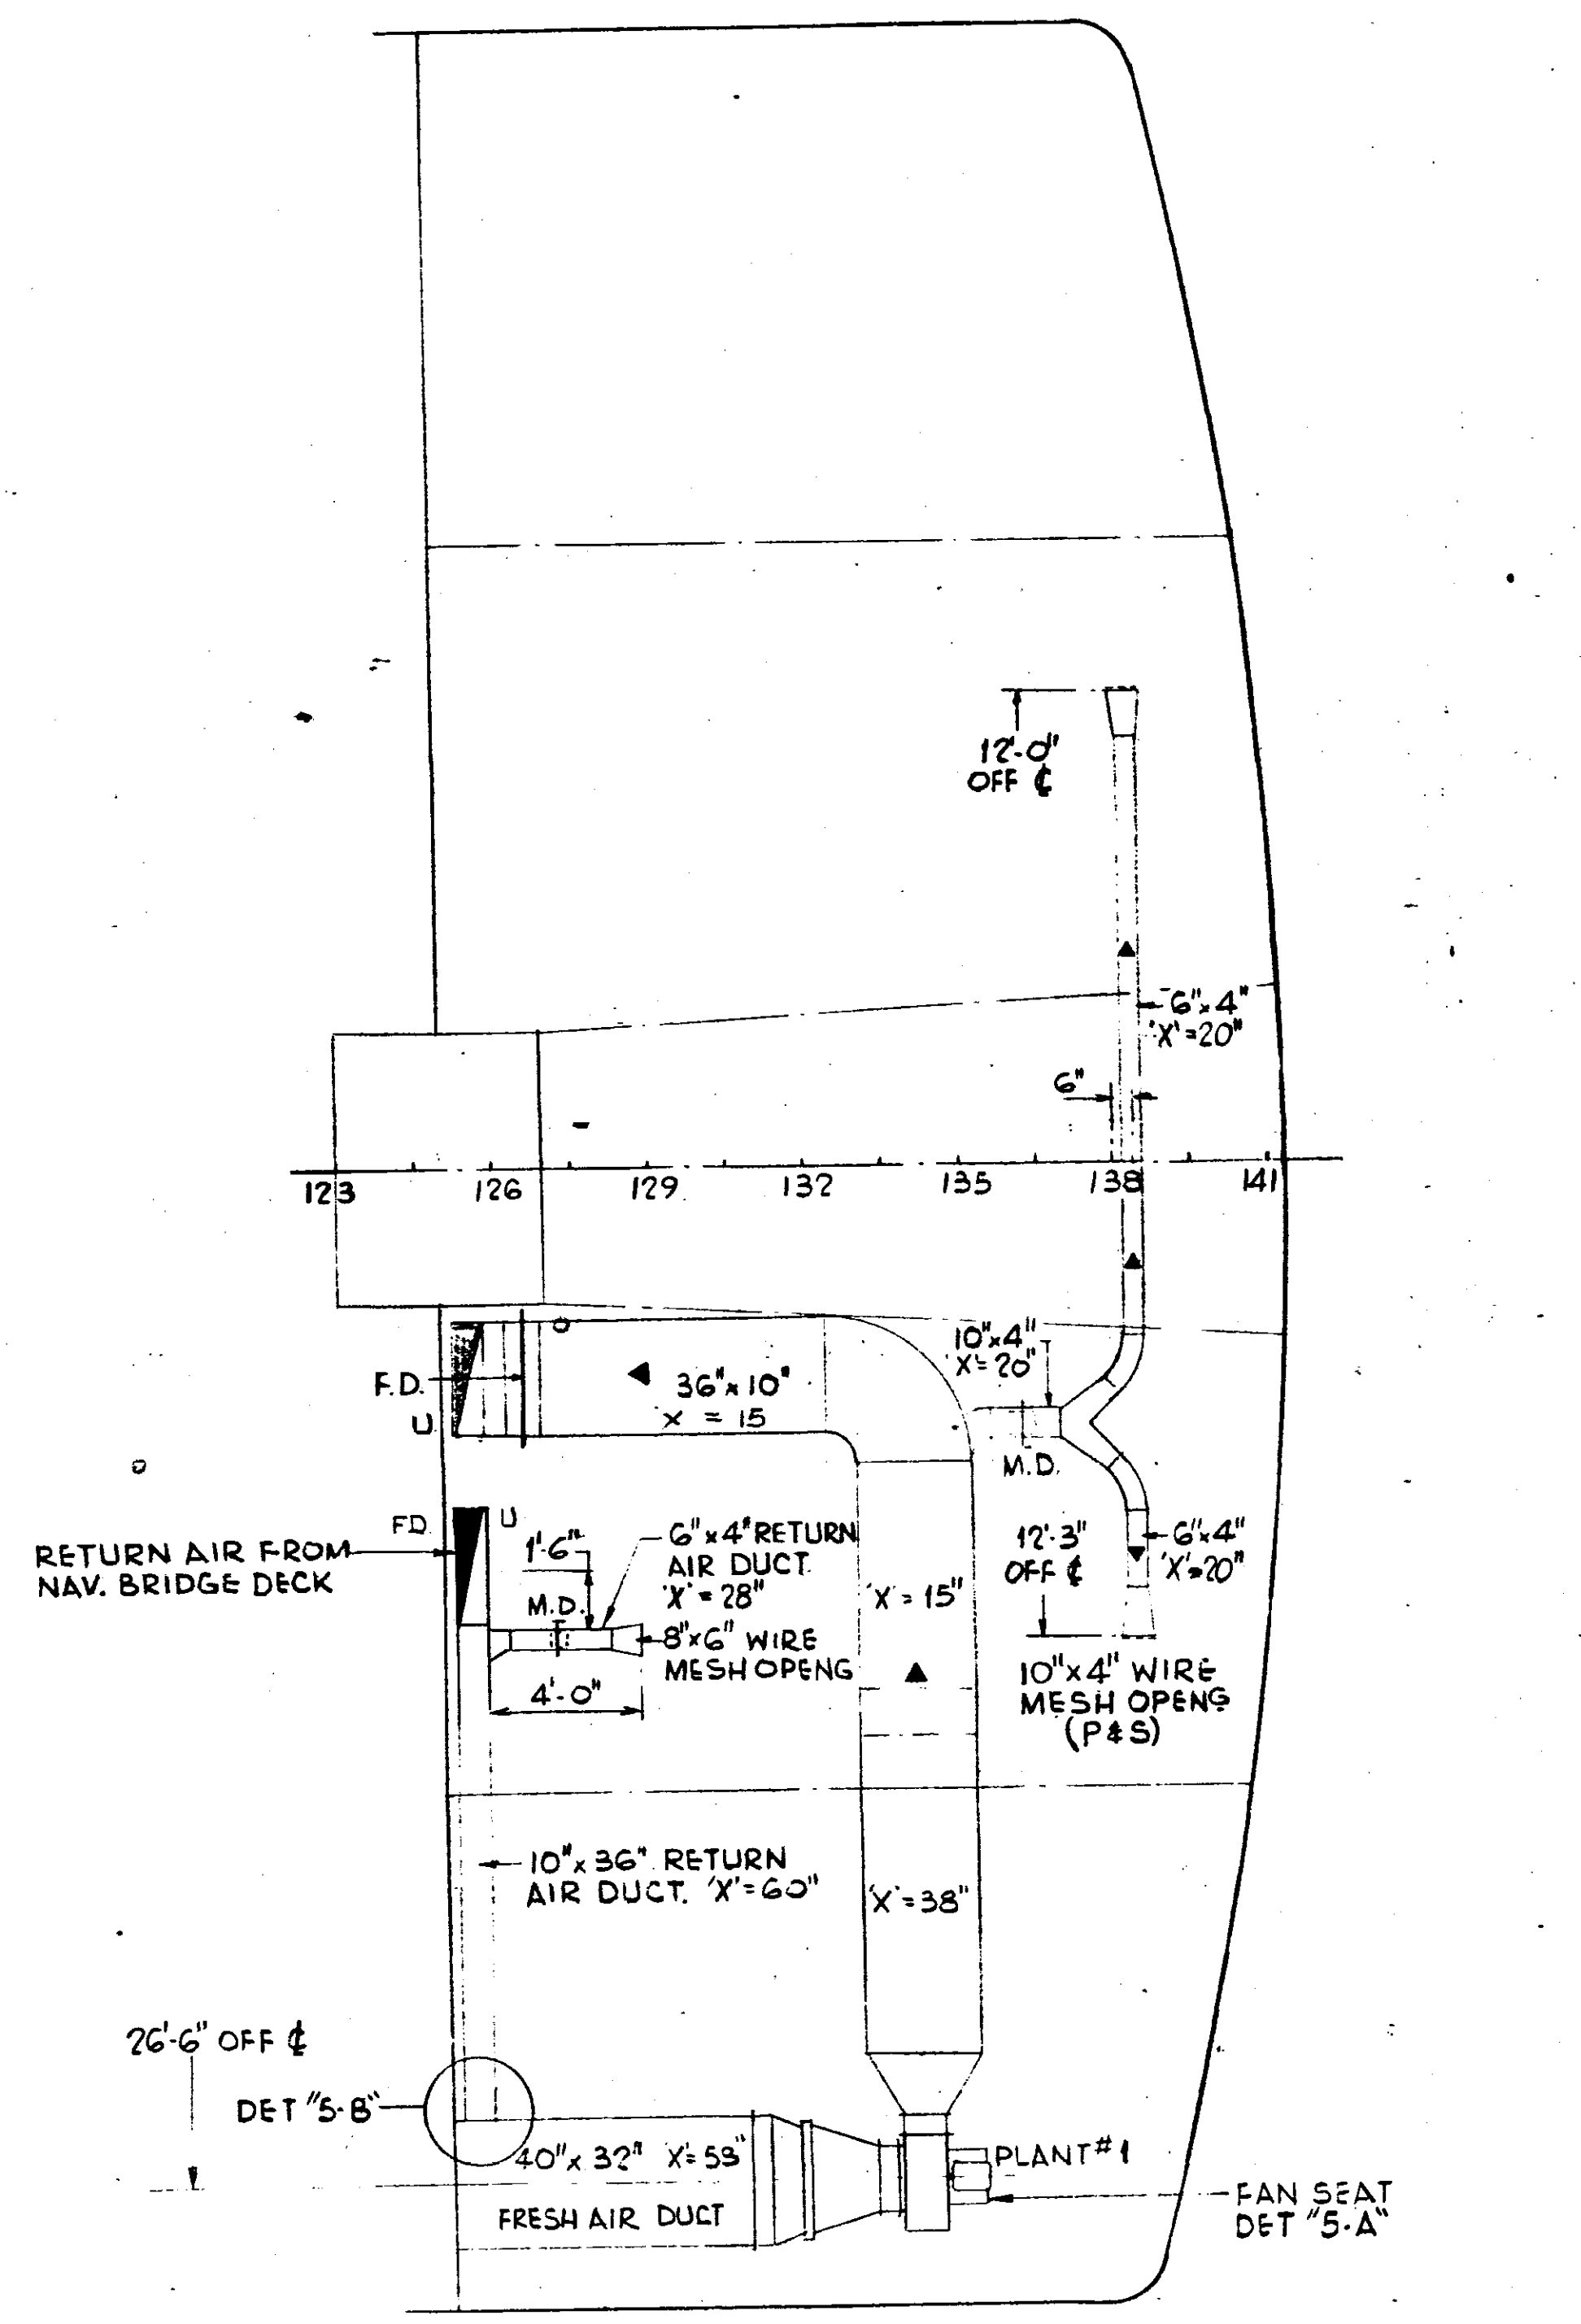 12'-0"
OFF ℄
6"x4"
'X'=20"
6"
123 126 129 132 135 138 141
10"x4"
'X'=20"
F.D.
U
O
36"x10"
X = 15
M.D.
F.D.
U
RETURN AIR FROM
NAV. BRIDGE DECK
1'-6"
M.D.
6"x4" RETURN
AIR DUCT.
'X' = 28"
8"x6" WIRE
MESH OPENG
4'-0"
'X' = 15"
12'-3"
OFF ℄
6"x4"
'X'=20"
10"x4" WIRE
MESH OPENG
(P&S)
10"x36" RETURN
AIR DUCT. 'X'=60"
'X'=38"
26'-6" OFF ℄
DET "5-B"
40"x32" 'X'=53"
FRESH AIR DUCT
PLANT #1
FAN SEAT
DET "5-A"